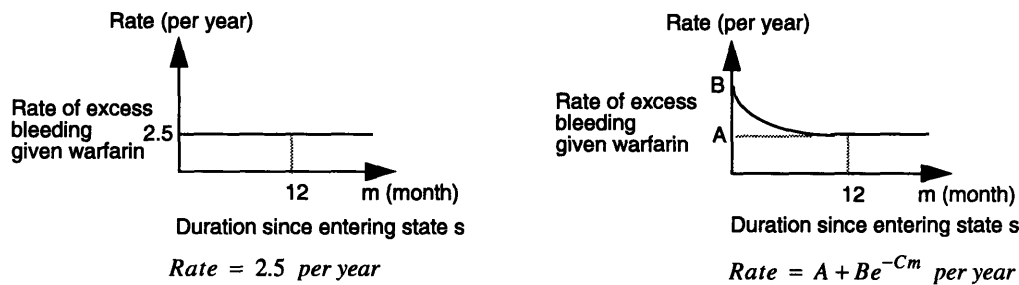 Rate (per year)
Rate of excess
bleeding
given warfarin
2.5
12
m (month)
Duration since entering state s
Rate = 2.5 per year
Rate (per year)
B
Rate of excess
bleeding
given warfarin
A
12
m (month)
Duration since entering state s
Rate = A + Be^{-Cm} per year